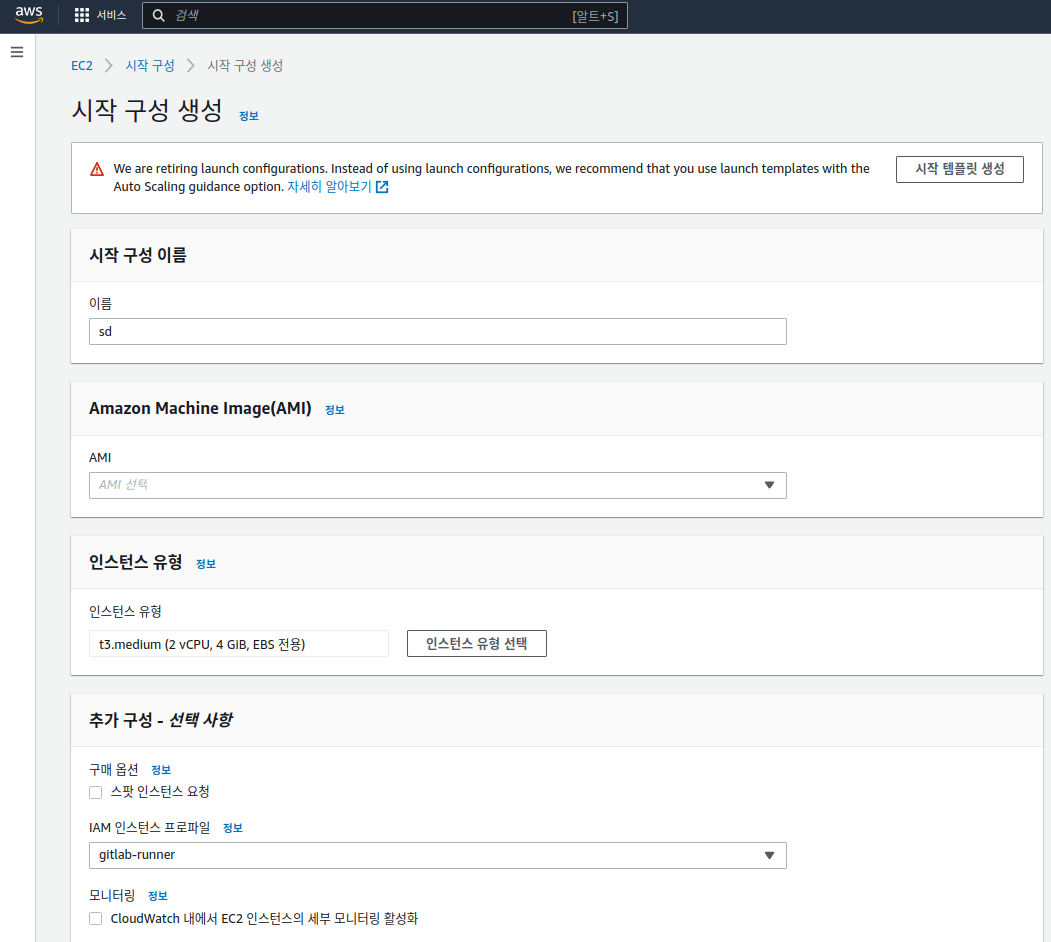 aws 서비스 검색 [알트+S]
EC2 시작 구성 시작 구성 생성
시작 구성 생성 정보
We are retiring launch configurations. Instead of using launch configurations, we recommend that you use launch templates with the
Auto Scaling guidance option. 자세히 알아보기
시작 템플릿 생성
시작 구성 이름
이름
sd
Amazon Machine Image(AMI) 정보
AMI
AMI 선택
인스턴스 유형 정보
인스턴스 유형
t3.medium (2 vCPU, 4 GiB, EBS 전용) 인스턴스 유형 선택
추가 구성 - 선택 사항
구매 옵션 정보
스팟 인스턴스 요청
IAM 인스턴스 프로파일 정보
gitlab-runner
모니터링 정보
CloudWatch 내에서 EC2 인스턴스의 세부 모니터링 활성화